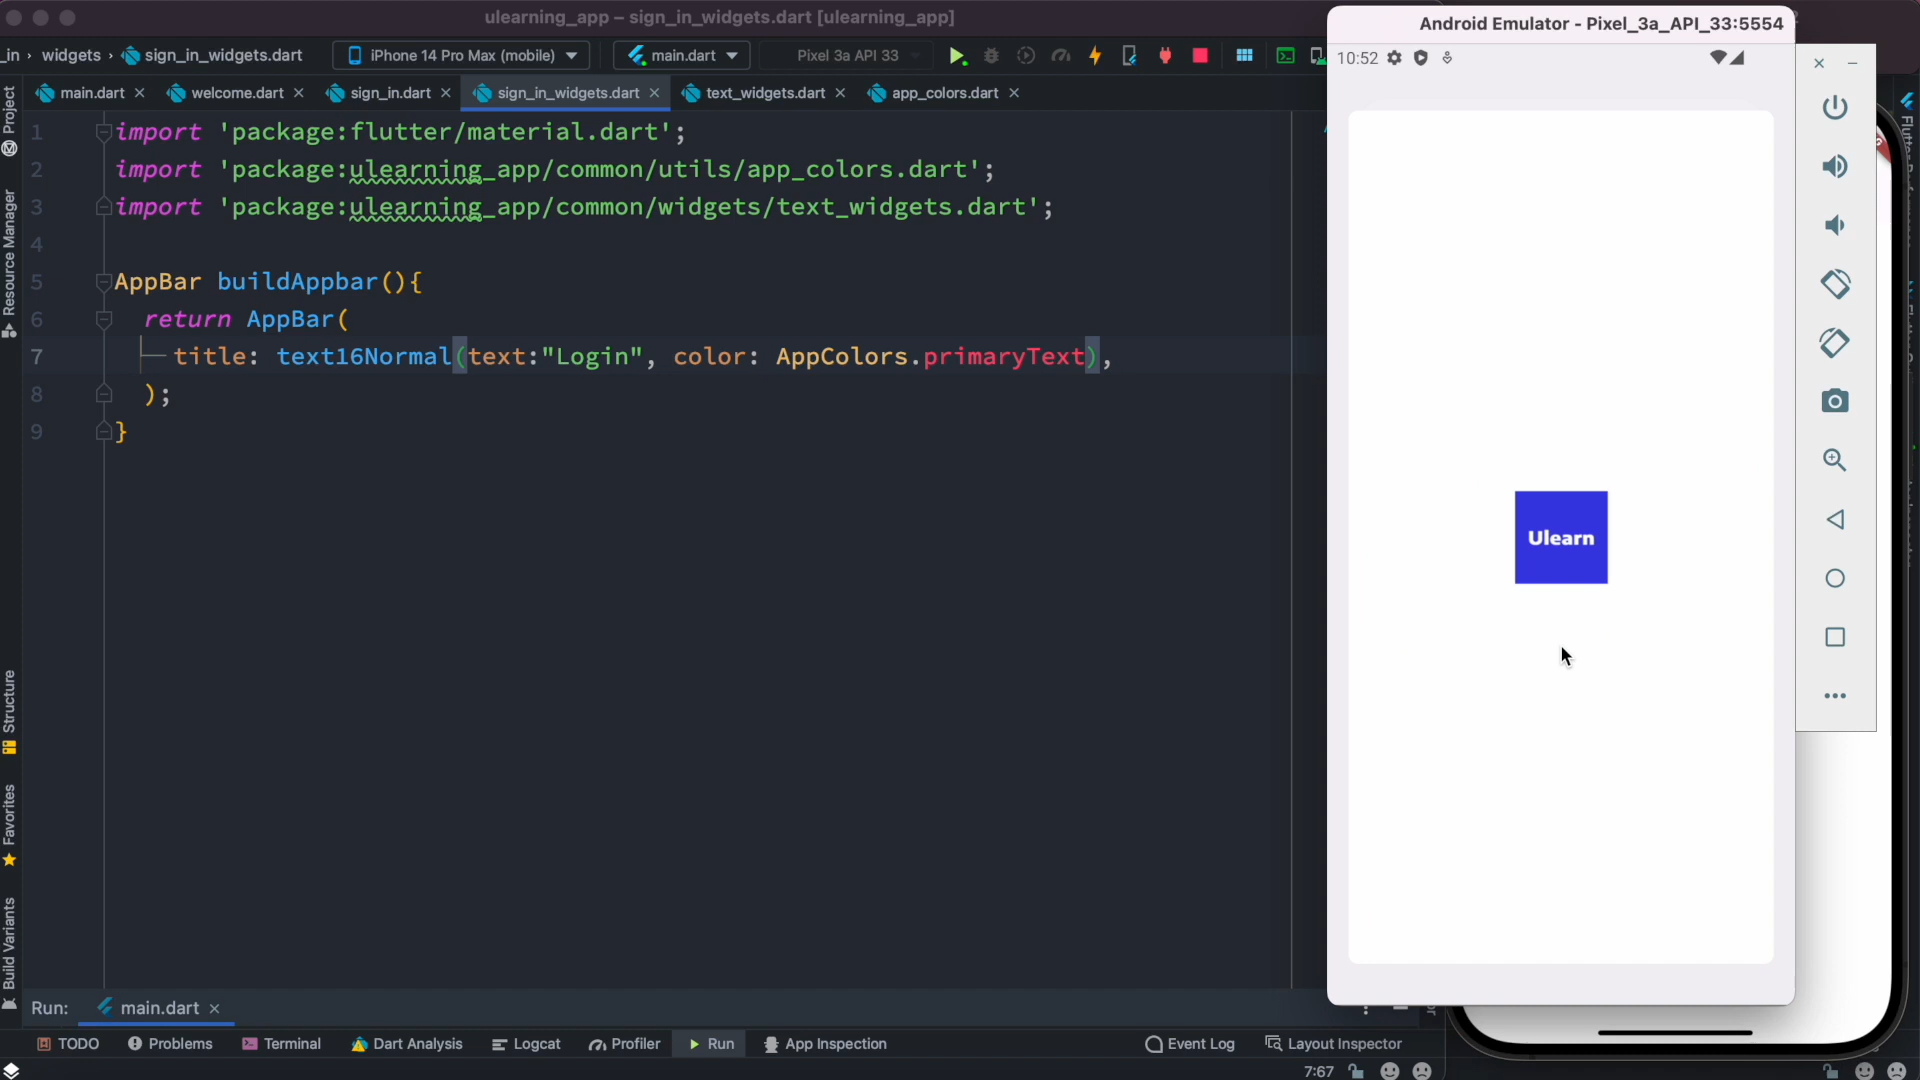 ulearning_app – sign_in_widgets.dart [ulearning_app]
Android Emulator - Pixel_3a_API_33:5554
_in › widgets › sign_in_widgets.dart
iPhone 14 Pro Max (mobile)
main.dart
Pixel 3a API 33
10:52
main.dart
welcome.dart
sign_in.dart
sign_in_widgets.dart
text_widgets.dart
app_colors.dart
1 import 'package:flutter/material.dart';
2 import 'package:ulearning_app/common/utils/app_colors.dart';
3 import 'package:ulearning_app/common/widgets/text_widgets.dart';
4
5 AppBar buildAppbar(){
6 return AppBar(
7 title: text16Normal(text:"Login", color: AppColors.primaryText),
8 );
9 }
Project
Resource Manager
Structure
Favorites
Build Variants
Ulearn
Run:
main.dart
TODO
Problems
Terminal
Dart Analysis
Logcat
Profiler
Run
App Inspection
Event Log
Layout Inspector
7:67